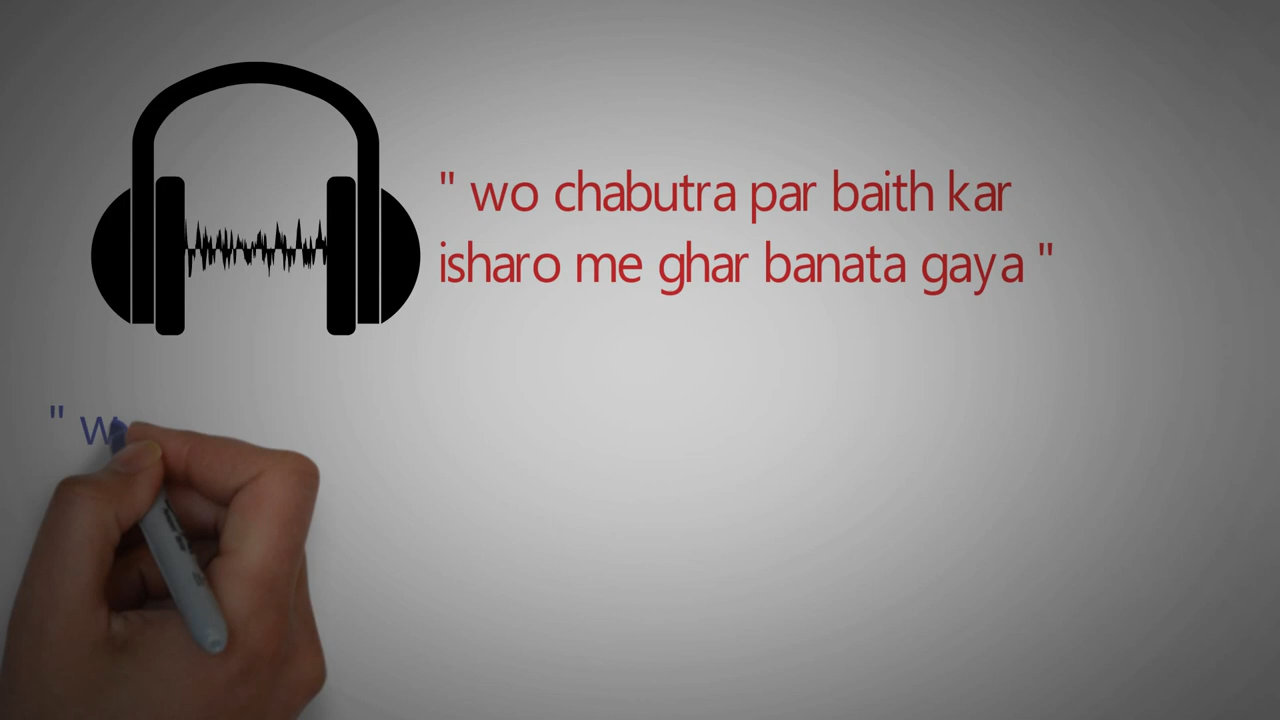 " wo chabutra par baith kar
isharo me ghar banata gaya "
" w